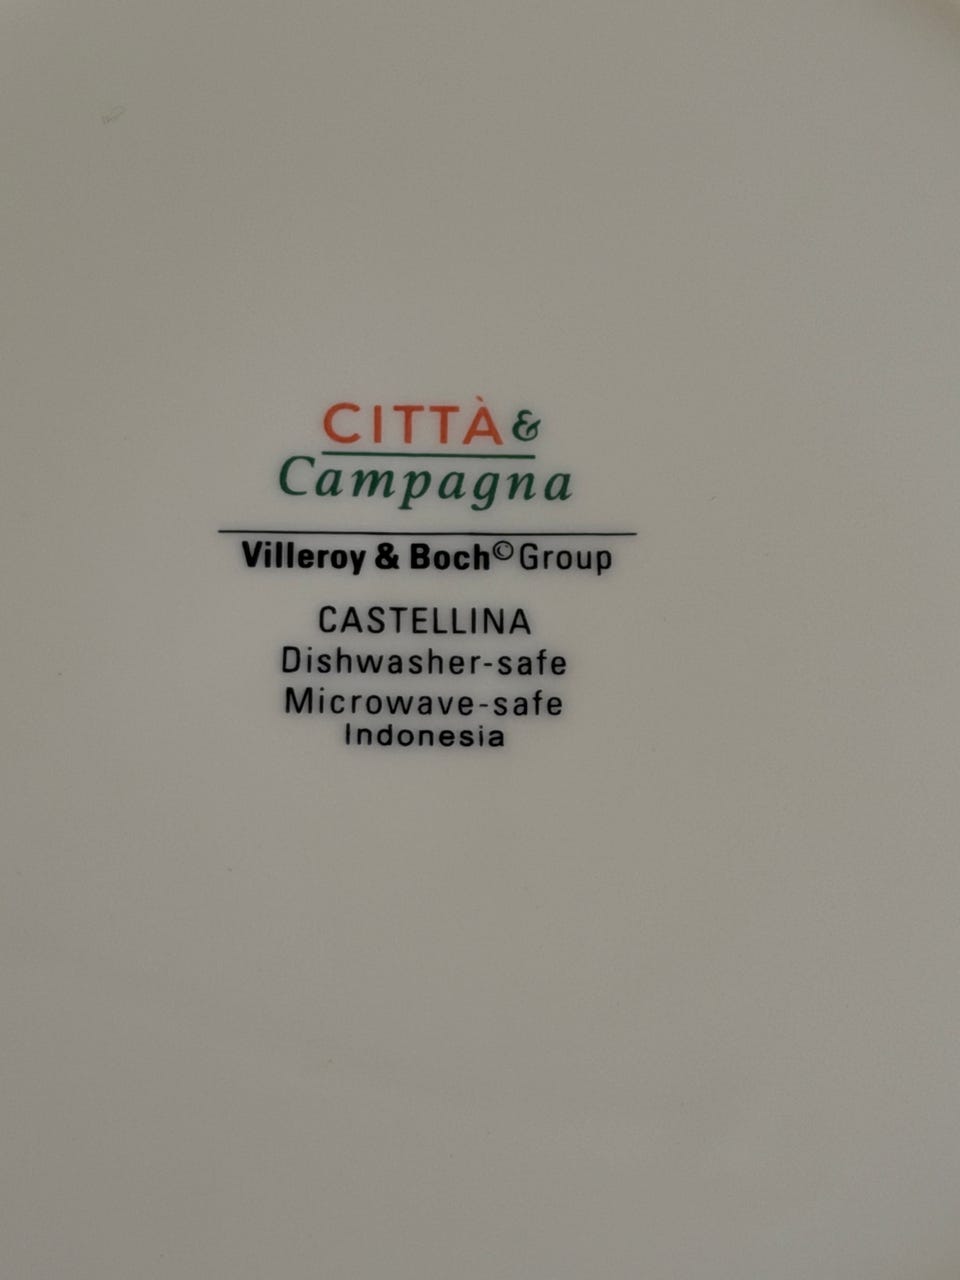 CITTÀ &
Campagna
Villeroy & Boch© Group
CASTELLINA
Dishwasher-safe
Microwave-safe
Indonesia